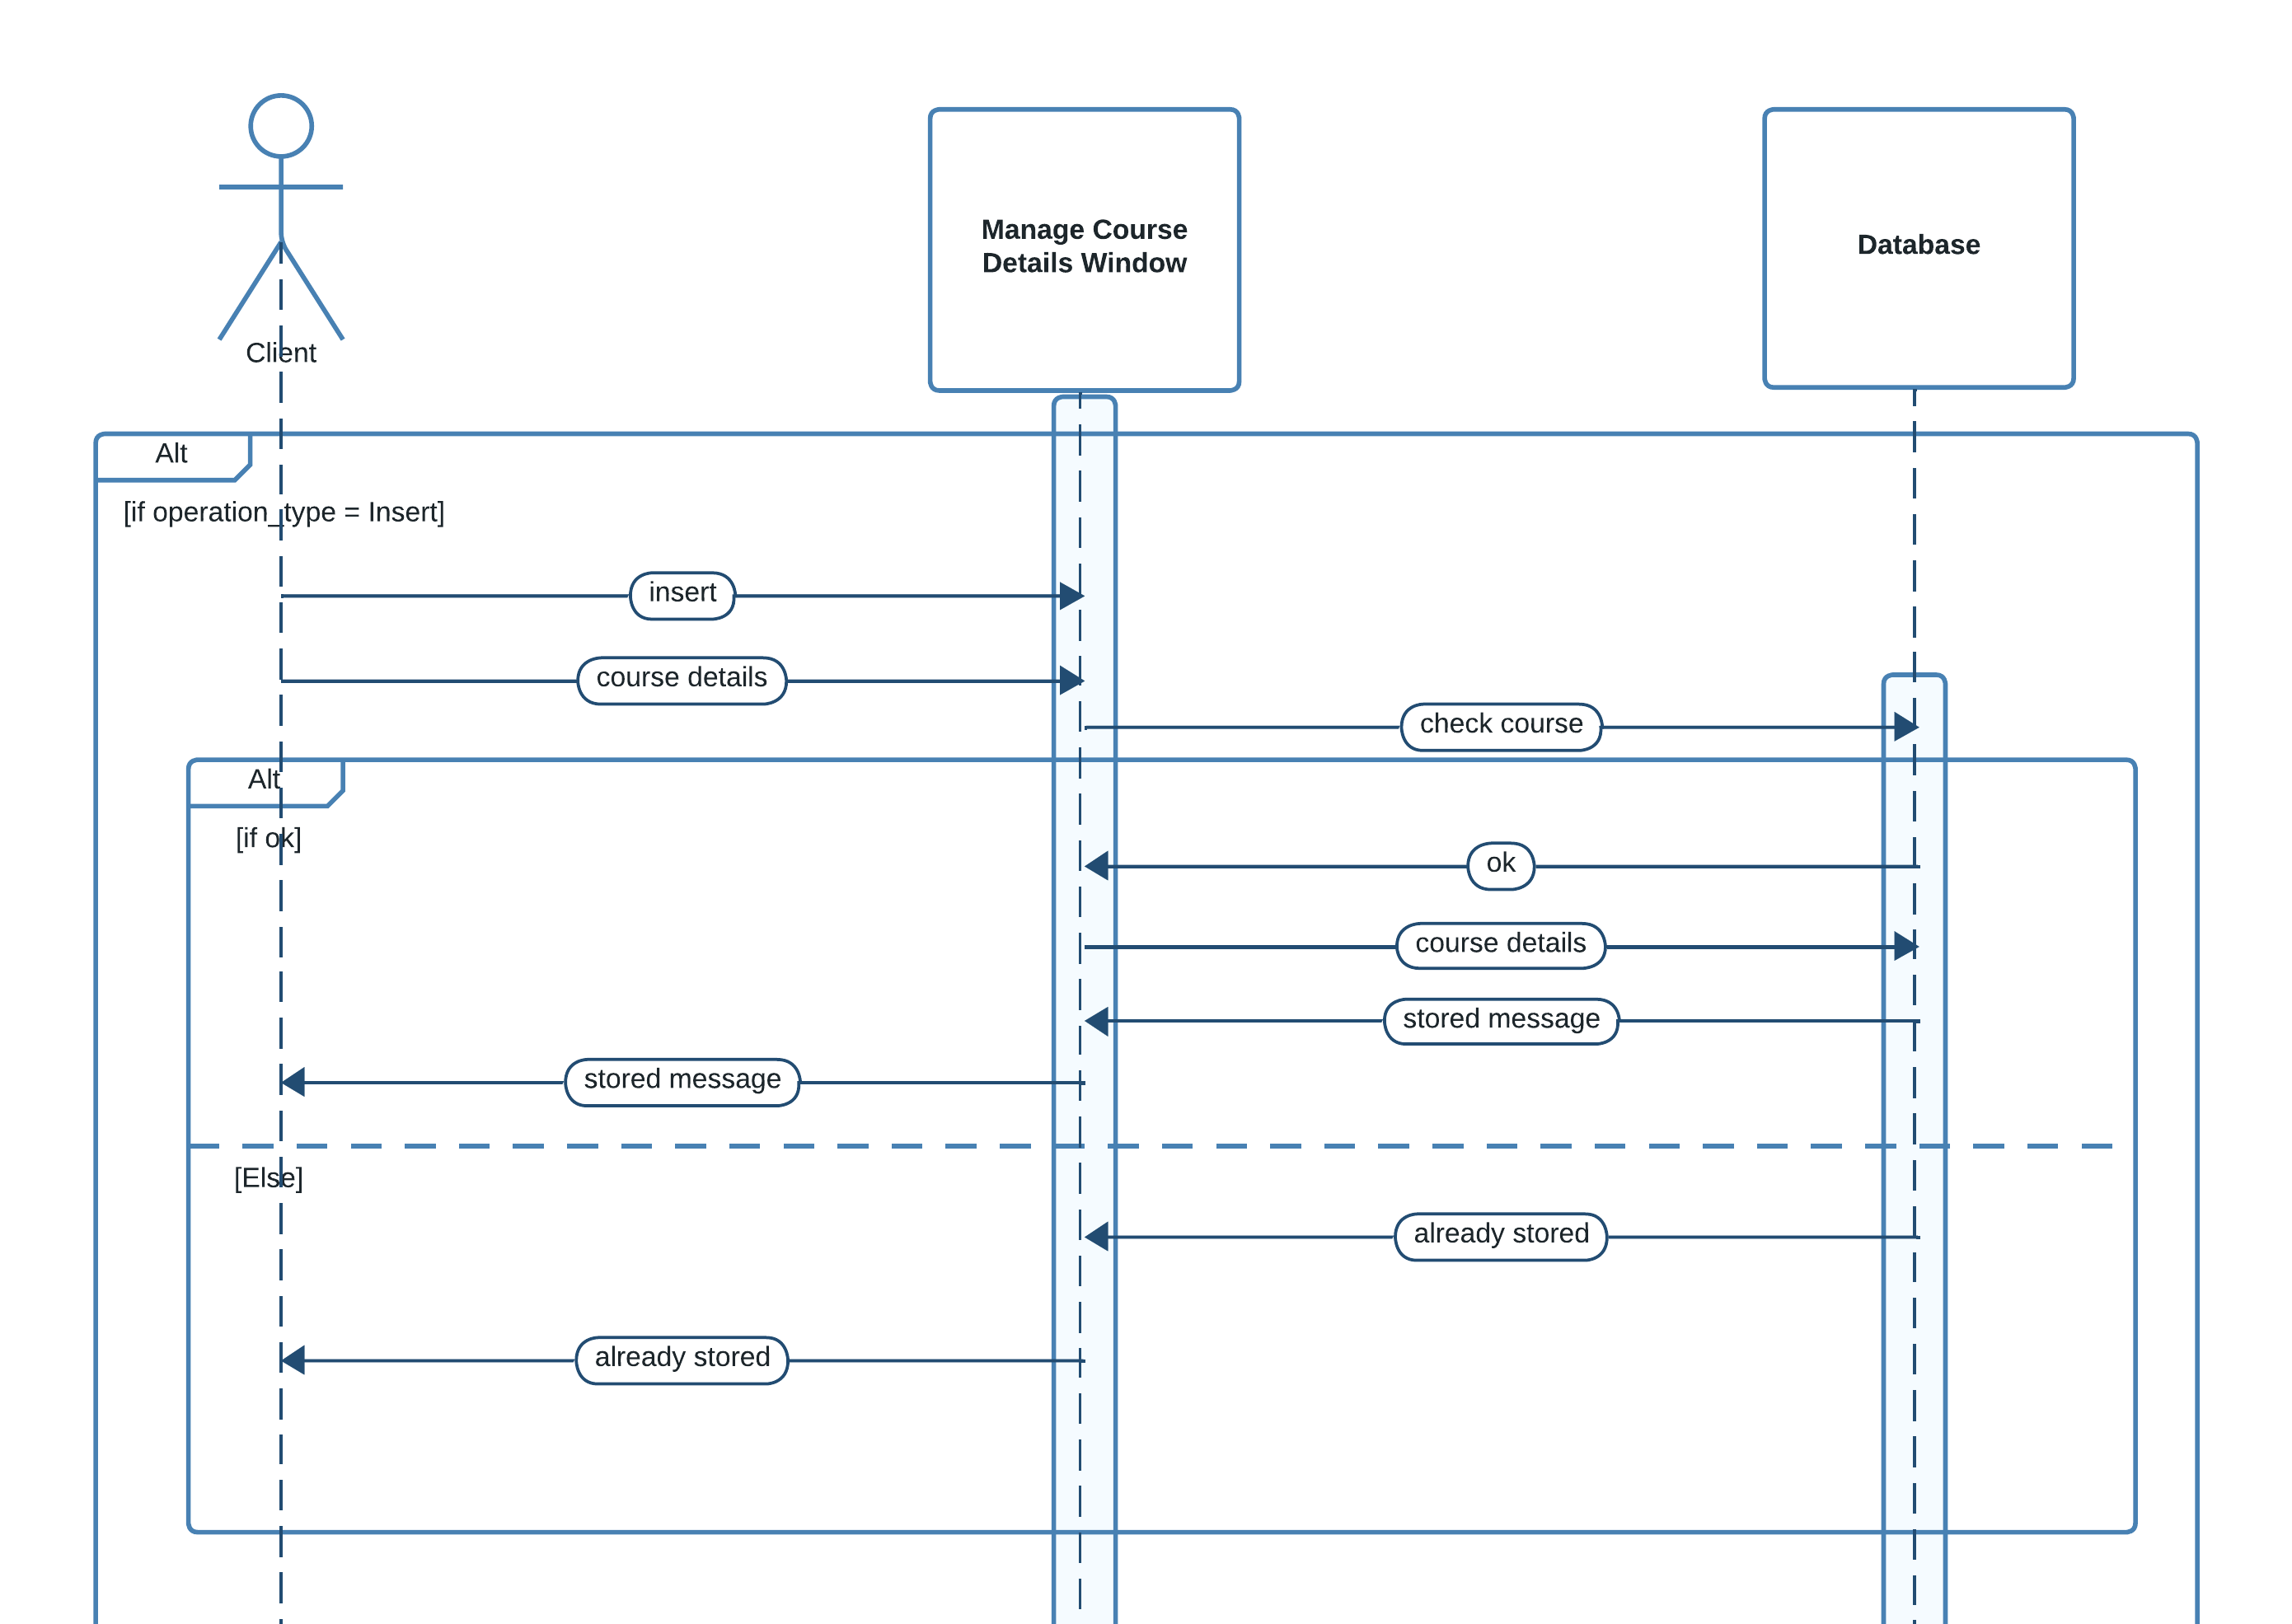 Manage Course
Details Window
Database
Client
Alt
[if operation_type = Insert]
insert
course details
check course
Alt
[if ok]
ok
course details
stored message
stored message
[Else]
already stored
already stored